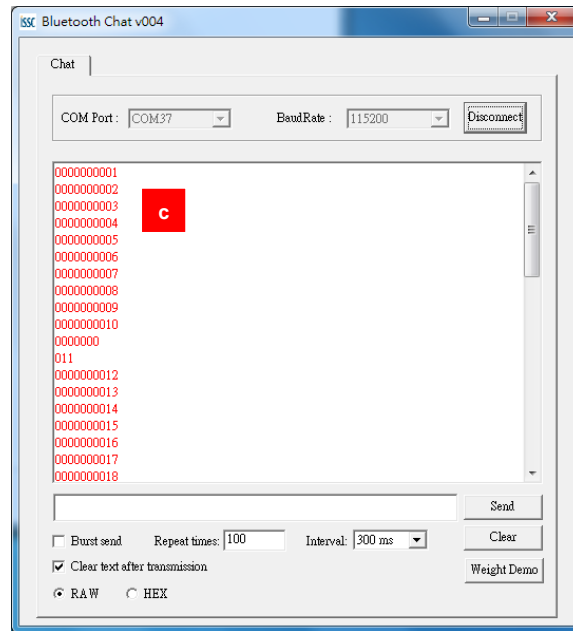 ISSC Bluetooth Chat v004
Chat
COM Port : COM37 BaudRate : 115200 Disconnect
0000000001
0000000002
0000000003
C
0000000004
0000000005
0000000006
0000000007
0000000008
0000000009
0000000010
0000000
011
0000000012
0000000013
0000000014
0000000015
0000000016
0000000017
0000000018
Send
Burst send Repeat times: 100 Interval: 300 ms Clear
Clear text after transmission Weight Demo
RAW HEX